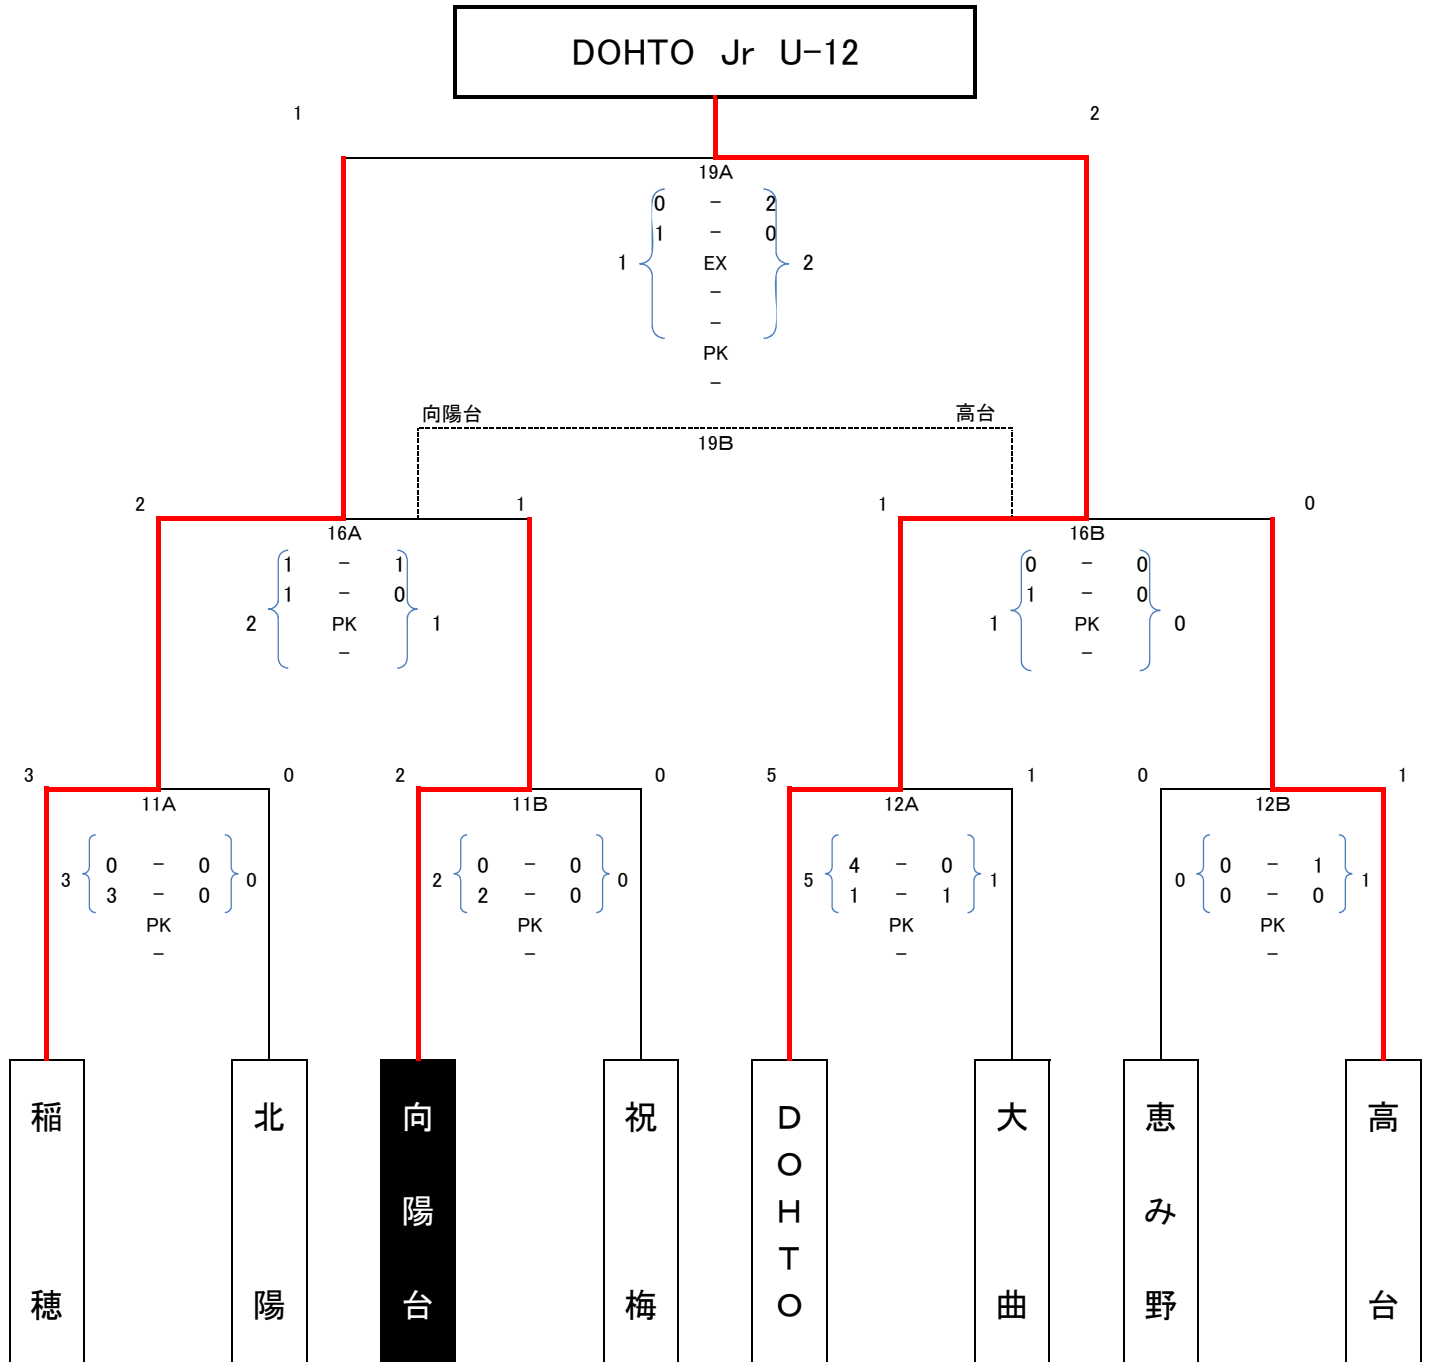 DOHTO Jr U-12
1 2
19A
0 - 2
1 - 0
1 EX 2
-
-
PK
-
向陽台 高台
19B
2 1 1 0
16A 16B
1 - 1 0 - 0
1 - 0 1 - 0
2 PK 1 1 PK 0
- -
3 0 2 0 5 1 0 1
11A 11B 12A 12B
0 - 0 0 - 0 4 - 0 0 - 1
3 0 2 0 5 1 0 1
3 - 0 2 - 0 1 - 1 0 - 0
PK PK PK PK
- - - -
稲穂
北陽
向陽台
祝梅
DOHTO
大曲
恵み野
高台